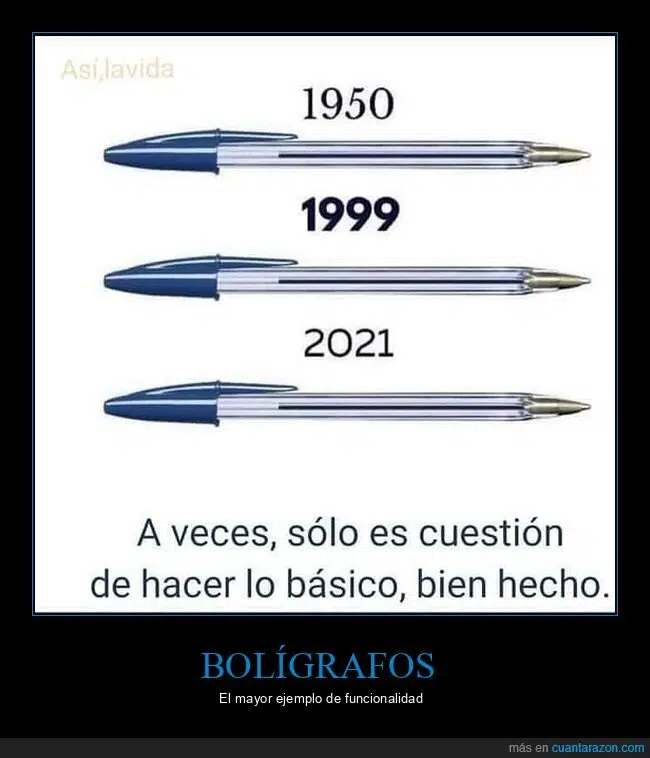 Así,lavida
1950
1999
2021
A veces, sólo es cuestión
de hacer lo básico, bien hecho.
BOLÍGRAFOS
El mayor ejemplo de funcionalidad
más en cuantarazon.com